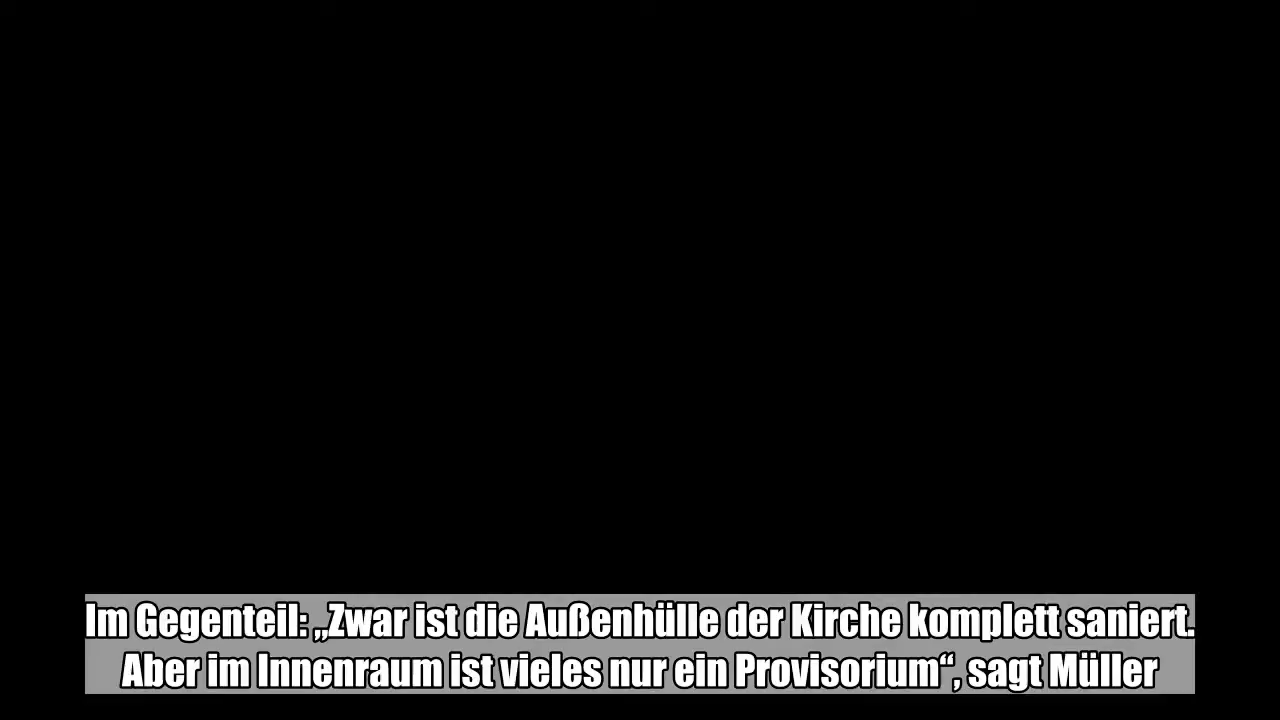 Im Gegenteil: „Zwar ist die Außenhülle der Kirche komplett saniert.
Aber im Innenraum ist vieles nur ein Provisorium“, sagt Müller